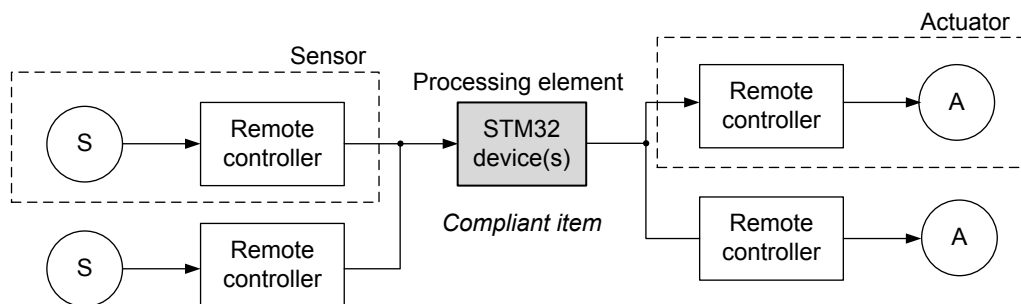 Sensor
Actuator
Processing element
S
Remote
controller
STM32
device(s)
Remote
controller
A
Compliant item
S
Remote
controller
Remote
controller
A